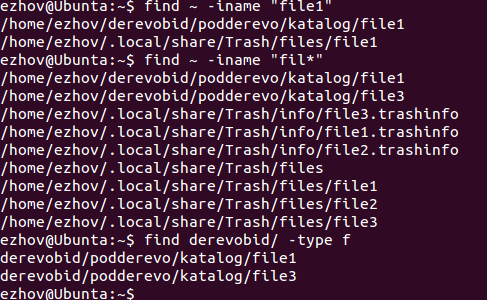 ezhov@Ubunta:~$ find ~ -iname "file1"
/home/ezhov/derevobid/podderevo/katalog/file1
/home/ezhov/.local/share/Trash/files/file1
ezhov@Ubunta:~$ find ~ -iname "fil*"
/home/ezhov/derevobid/podderevo/katalog/file1
/home/ezhov/derevobid/podderevo/katalog/file3
/home/ezhov/.local/share/Trash/info/file3.trashinfo
/home/ezhov/.local/share/Trash/info/file1.trashinfo
/home/ezhov/.local/share/Trash/info/file2.trashinfo
/home/ezhov/.local/share/Trash/files
/home/ezhov/.local/share/Trash/files/file1
/home/ezhov/.local/share/Trash/files/file2
/home/ezhov/.local/share/Trash/files/file3
ezhov@Ubunta:~$ find derevobid/ -type f
derevobid/podderevo/katalog/file1
derevobid/podderevo/katalog/file3
ezhov@Ubunta:~$